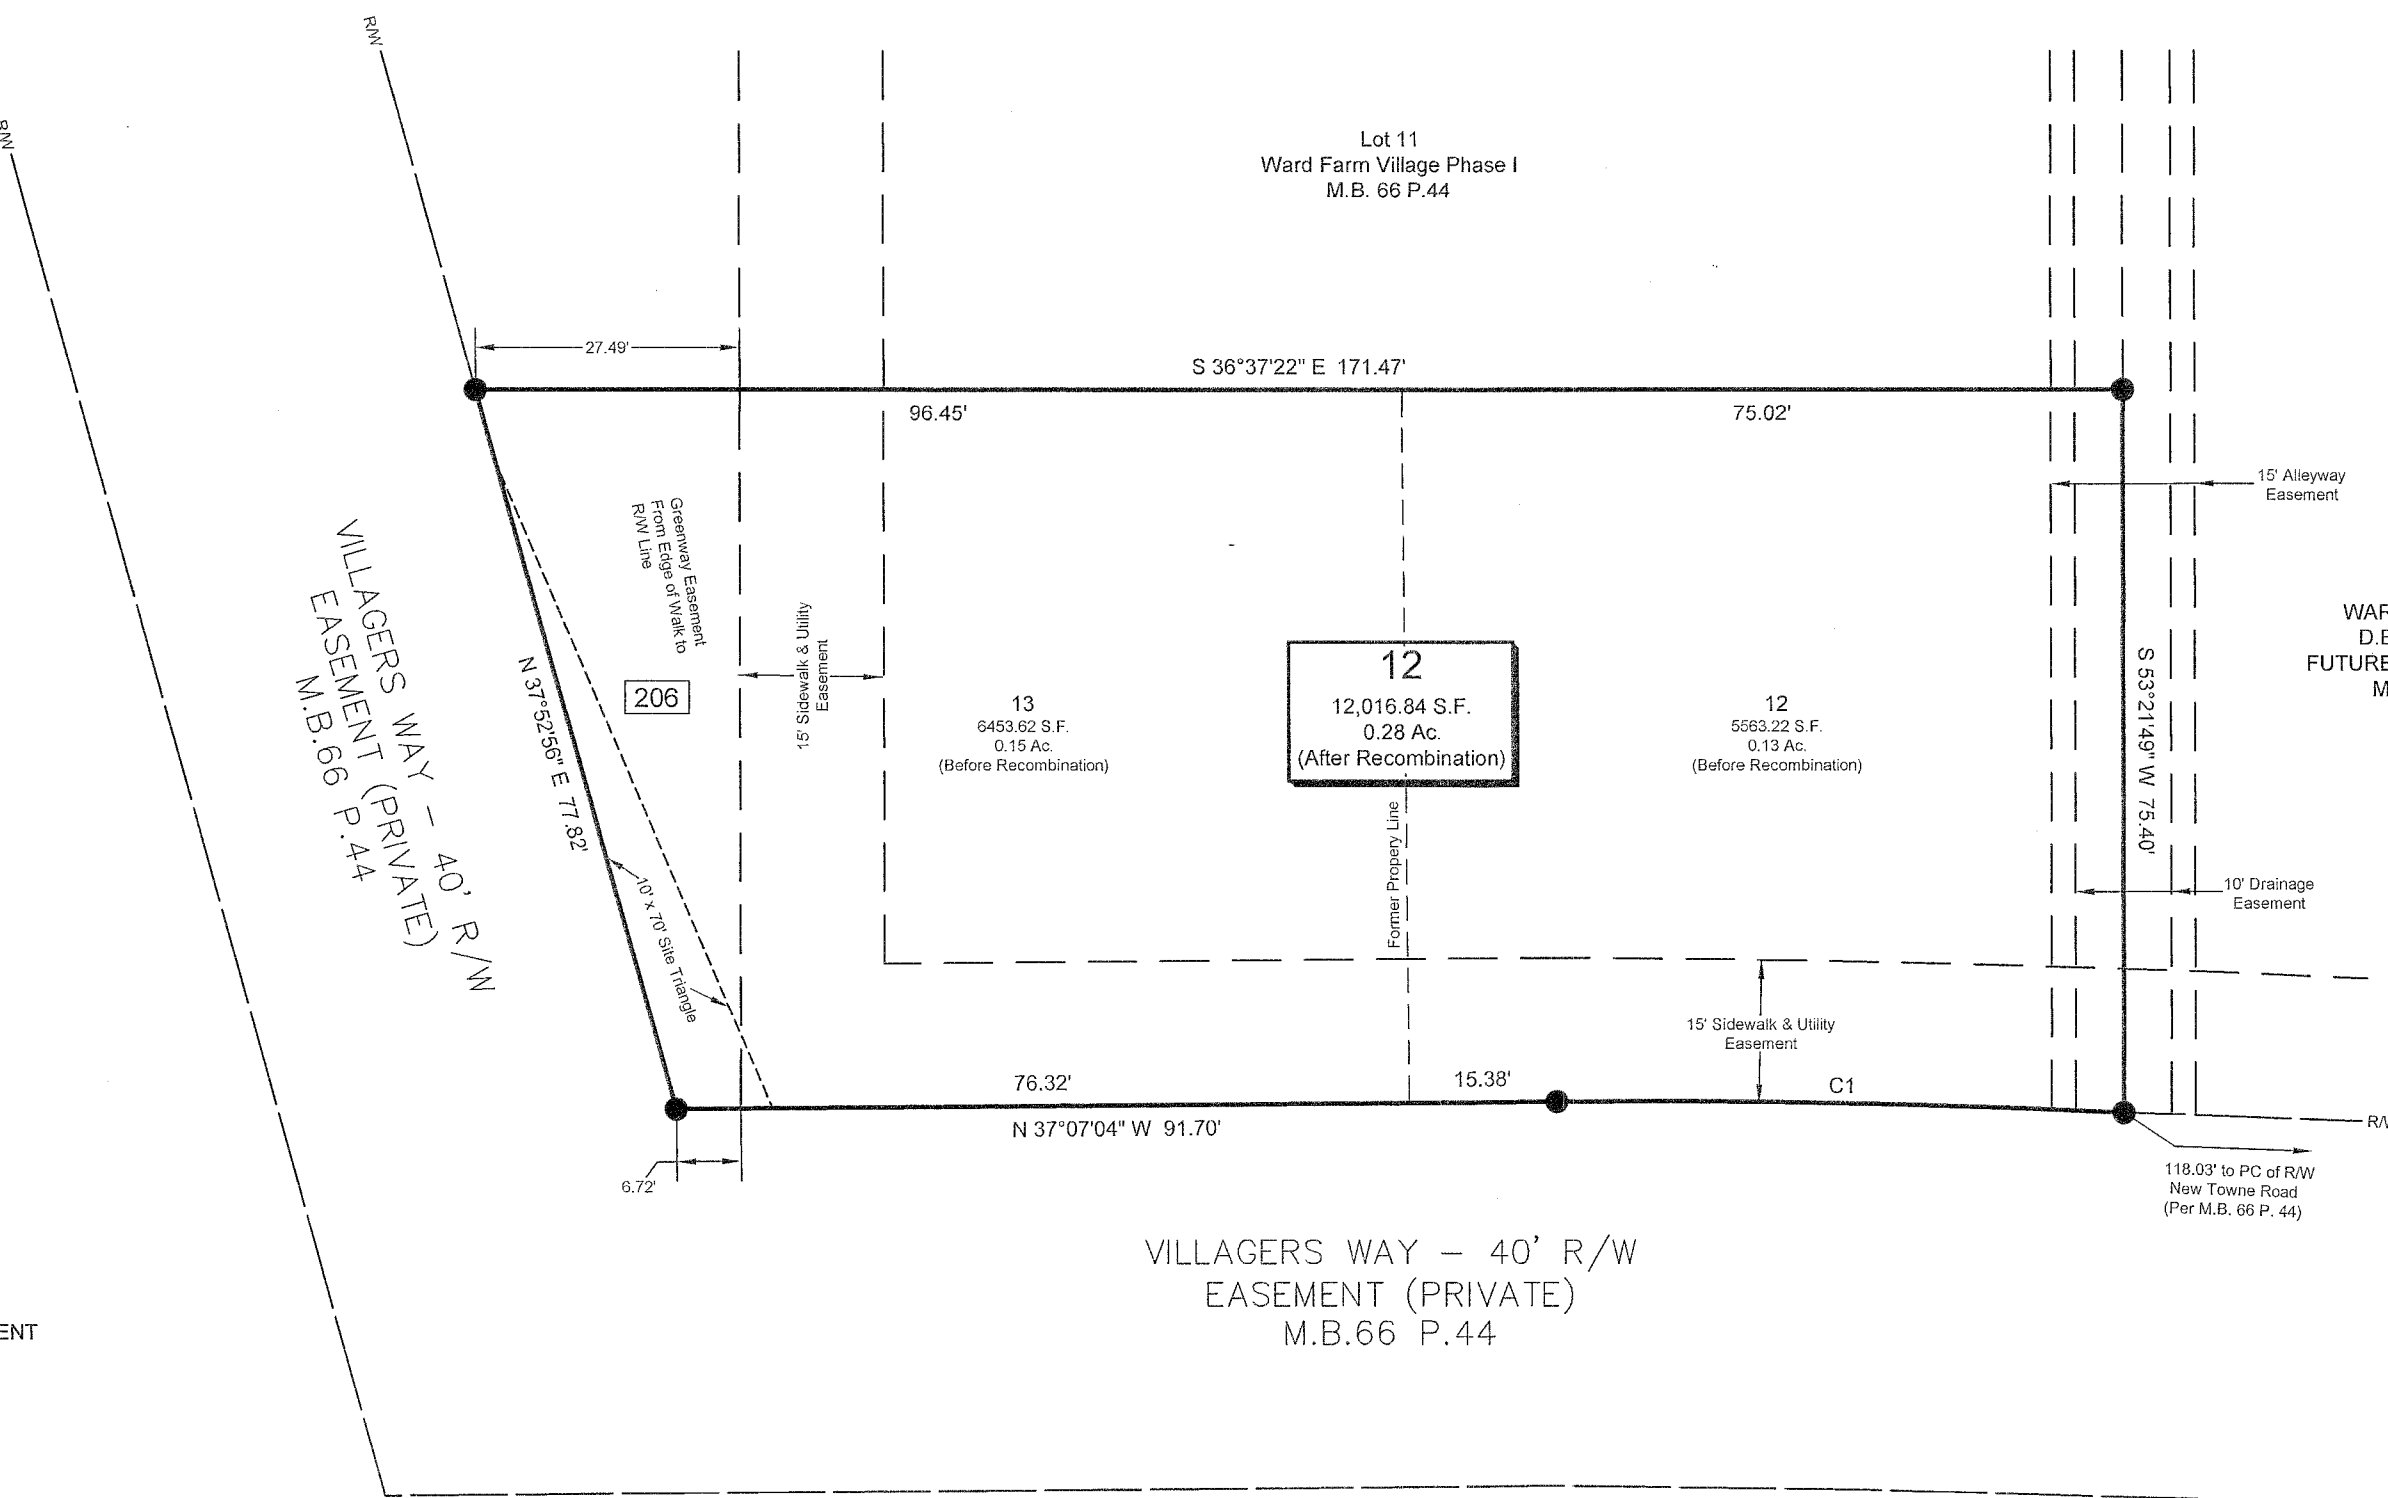 R/W
R/W
Lot 11
Ward Farm Village Phase I
M.B. 66 P.44
27.49'
S 36°37'22" E 171.47'
96.45'
75.02'
15' Alleyway
Easement
Greenway Easement
From Edge of Walk to
R/W Line
VILLAGERS WAY - 40' R/W
EASEMENT (PRIVATE)
M.B.66 P.44
N 37°52'56" E 77.82'
206
15' Sidewalk & Utility
Easement
13
6453.62 S.F.
0.15 Ac.
(Before Recombination)
12
12,016.84 S.F.
0.28 Ac.
(After Recombination)
12
5563.22 S.F.
0.13 Ac.
(Before Recombination)
S 53°21'49" W 75.40'
FUTURE
Former Propery Line
10' x 70' Site Triangle
10' Drainage
Easement
15' Sidewalk & Utility
Easement
76.32'
15.38'
C1
N 37°07'04" W 91.70'
6.72'
118.03' to PC of R/W
New Towne Road
(Per M.B. 66 P. 44)
VILLAGERS WAY - 40' R/W
EASEMENT (PRIVATE)
M.B.66 P.44
ENT